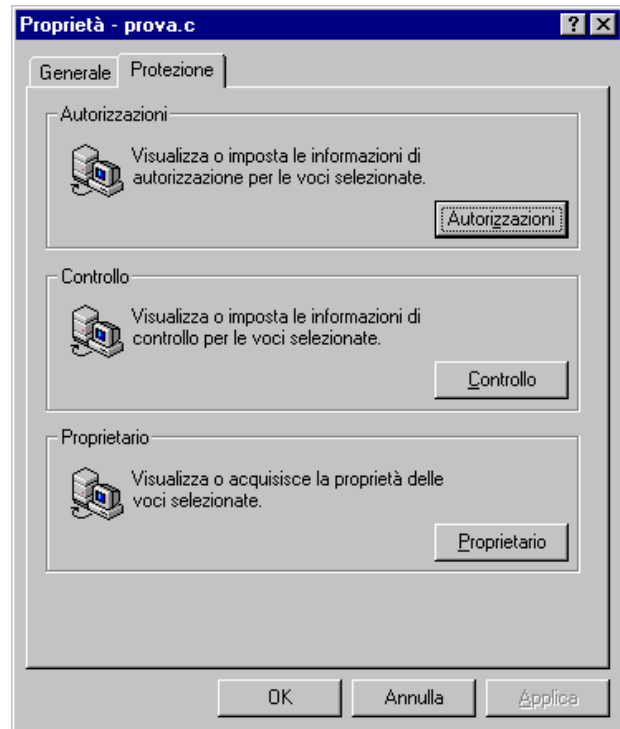 Proprietà - prova.c
Generale Protezione
Autorizzazioni
Visualizza o imposta le informazioni di
autorizzazione per le voci selezionate.
Autorizzazioni
Controllo
Visualizza o imposta le informazioni di
controllo per le voci selezionate.
Controllo
Proprietario
Visualizza o acquisisce la proprietà delle
voci selezionate.
Proprietario
OK Annulla Applica